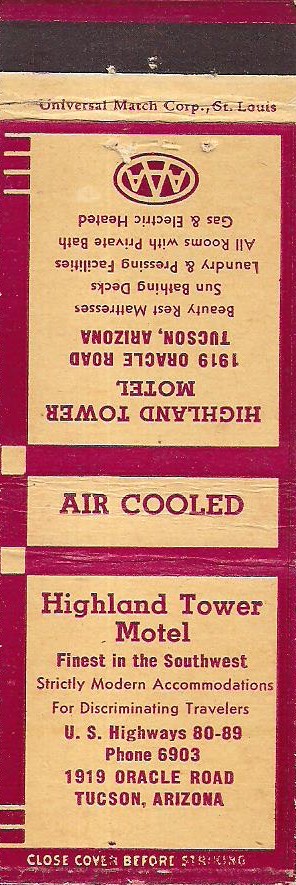 Universal Match Corp., St. Louis
HIGHLAND TOWER
MOTEL
1919 ORACLE ROAD
TUCSON, ARIZONA
Beauty Rest Mattresses
Sun Bathing Decks
Laundry & Pressing Facilities
All Rooms with Private Bath
Gas & Electric Heated
AAA
AIR COOLED
Highland Tower
Motel
Finest in the Southwest
Strictly Modern Accommodations
For Discriminating Travelers
U. S. Highways 80-89
Phone 6903
1919 ORACLE ROAD
TUCSON, ARIZONA
CLOSE COVER BEFORE STRIKING